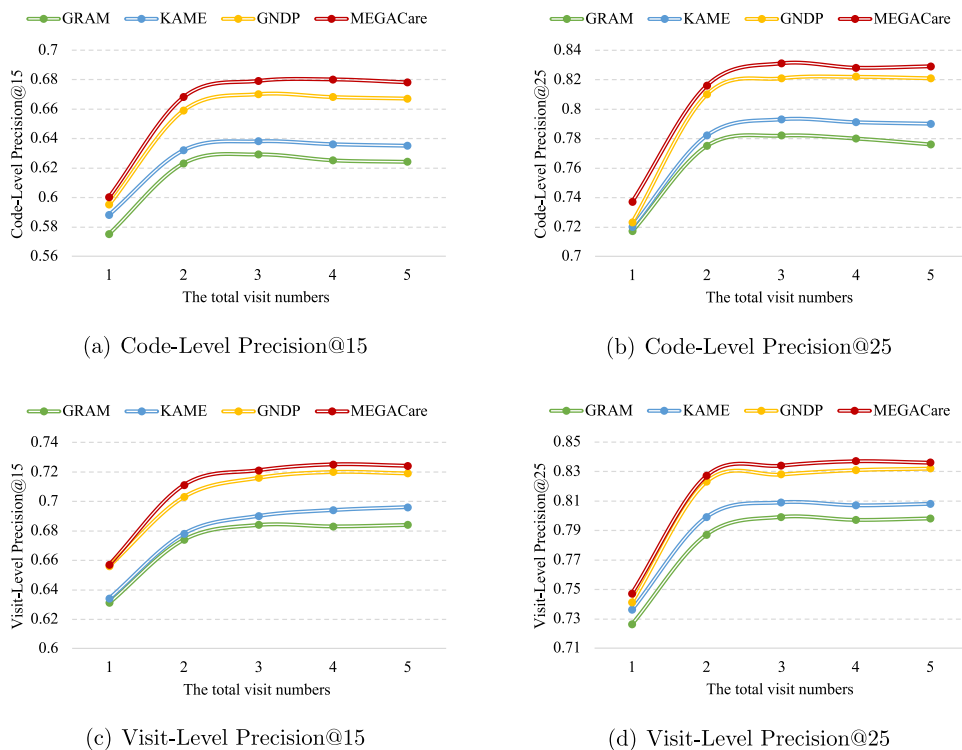 GRAM KAME GNDP MEGACare
0.7
0.68
0.66
0.64
0.62
0.6
0.58
0.56
Code-Level Precision@15
1 2 3 4 5
The total visit numbers
(a) Code-Level Precision@15
GRAM KAME GNDP MEGACare
0.84
0.82
0.8
0.78
0.76
0.74
0.72
0.7
Code-Level Precision@25
1 2 3 4 5
The total visit numbers
(b) Code-Level Precision@25
GRAM KAME GNDP MEGACare
0.74
0.72
0.7
0.68
0.66
0.64
0.62
0.6
Visit-Level Precision@15
1 2 3 4 5
The total visit numbers
(c) Visit-Level Precision@15
GRAM KAME GNDP MEGACare
0.85
0.83
0.81
0.79
0.77
0.75
0.73
0.71
Visit-Level Precision@25
1 2 3 4 5
The total visit numbers
(d) Visit-Level Precision@25